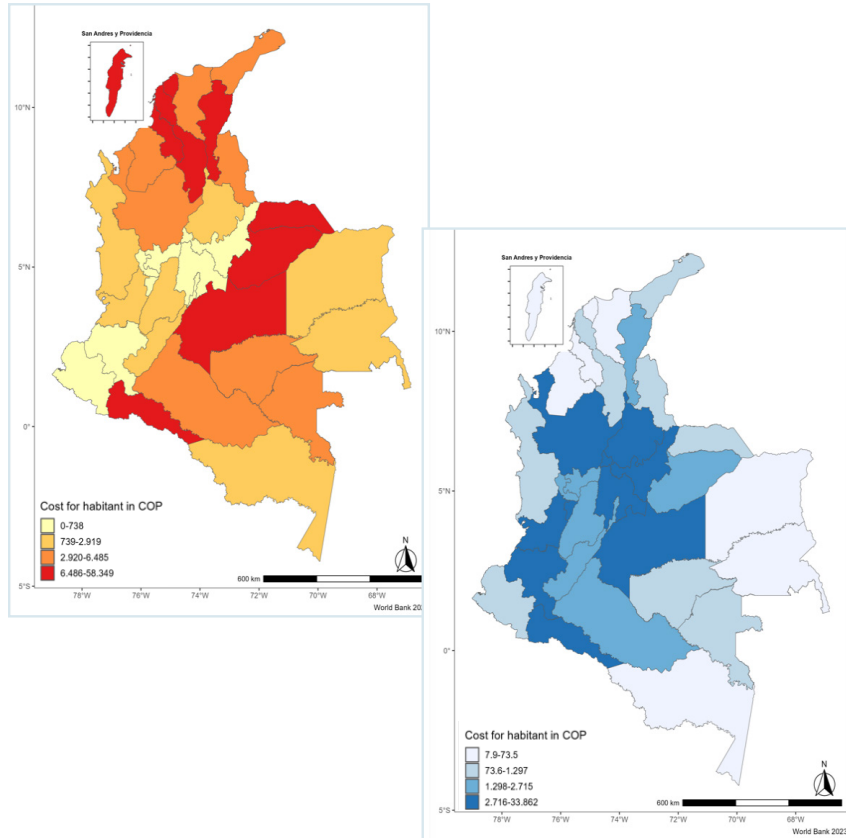 San Andres y Providencia
10°N
5°N
0°
5°S
Cost for habitant in COP
0-738
739-2.919
2.920-6.485
6.486-58.349
N
600 km
78°W
76°W
74°W
72°W
70°W
68°W
World Bank 202
San Andres y Providencia
10°N
5°N
0°
5°S
Cost for habitant in COP
7.9-73.5
73.6-1.297
1.298-2.715
2.716-33.862
N
600 km
78°W
76°W
74°W
72°W
70°W
68°W
World Bank 2023